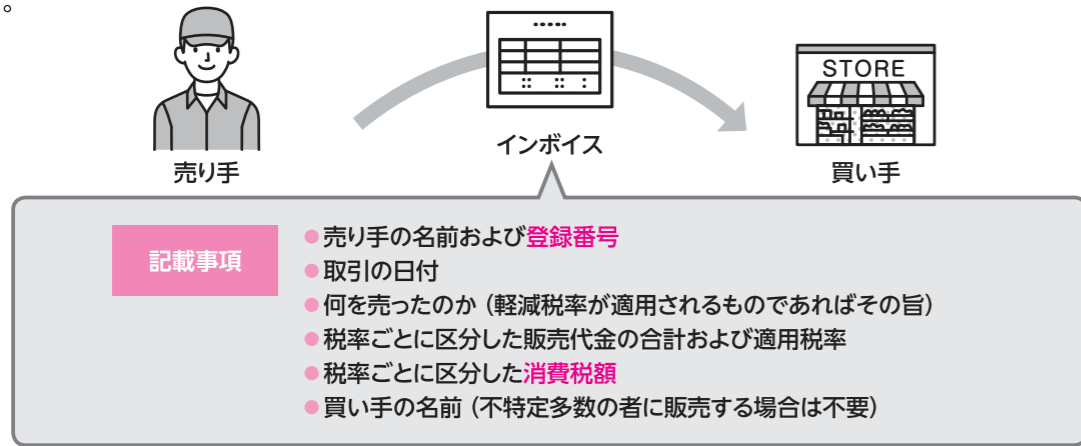 。
STORE
売り手
インボイス
買い手
記載事項
●売り手の名前および登録番号
●取引の日付
●何を売ったのか（軽減税率が適用されるものであればその旨）
●税率ごとに区分した販売代金の合計および適用税率
●税率ごとに区分した消費税額
●買い手の名前（不特定多数の者に販売する場合は不要）